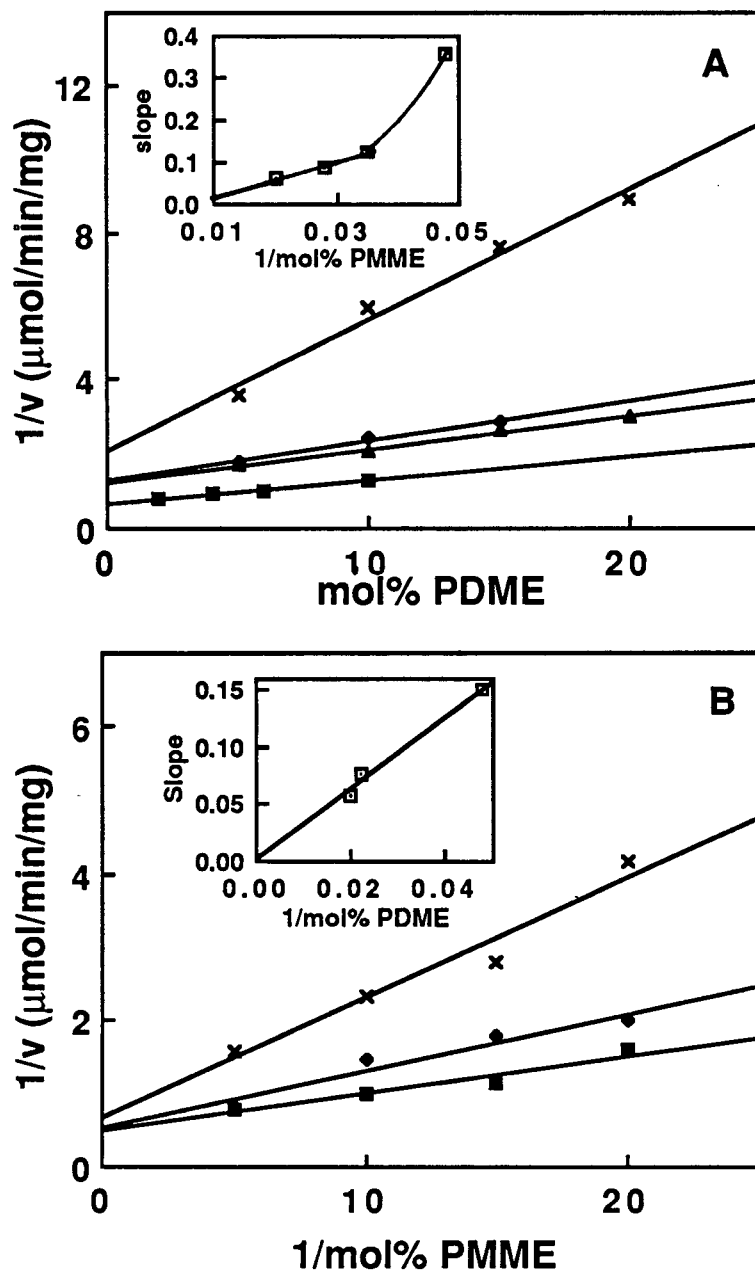 A
12
8
4
0
1/v (µmol/min/mg)
0 10 20
mol% PDME
0.4
0.3
0.2
0.1
0.0
slope
0.01 0.03 0.05
1/mol% PMME
B
6
4
2
0
1/v (µmol/min/mg)
0 10 20
1/mol% PMME
0.15
0.10
0.05
0.00
Slope
0.00 0.02 0.04
1/mol% PDME